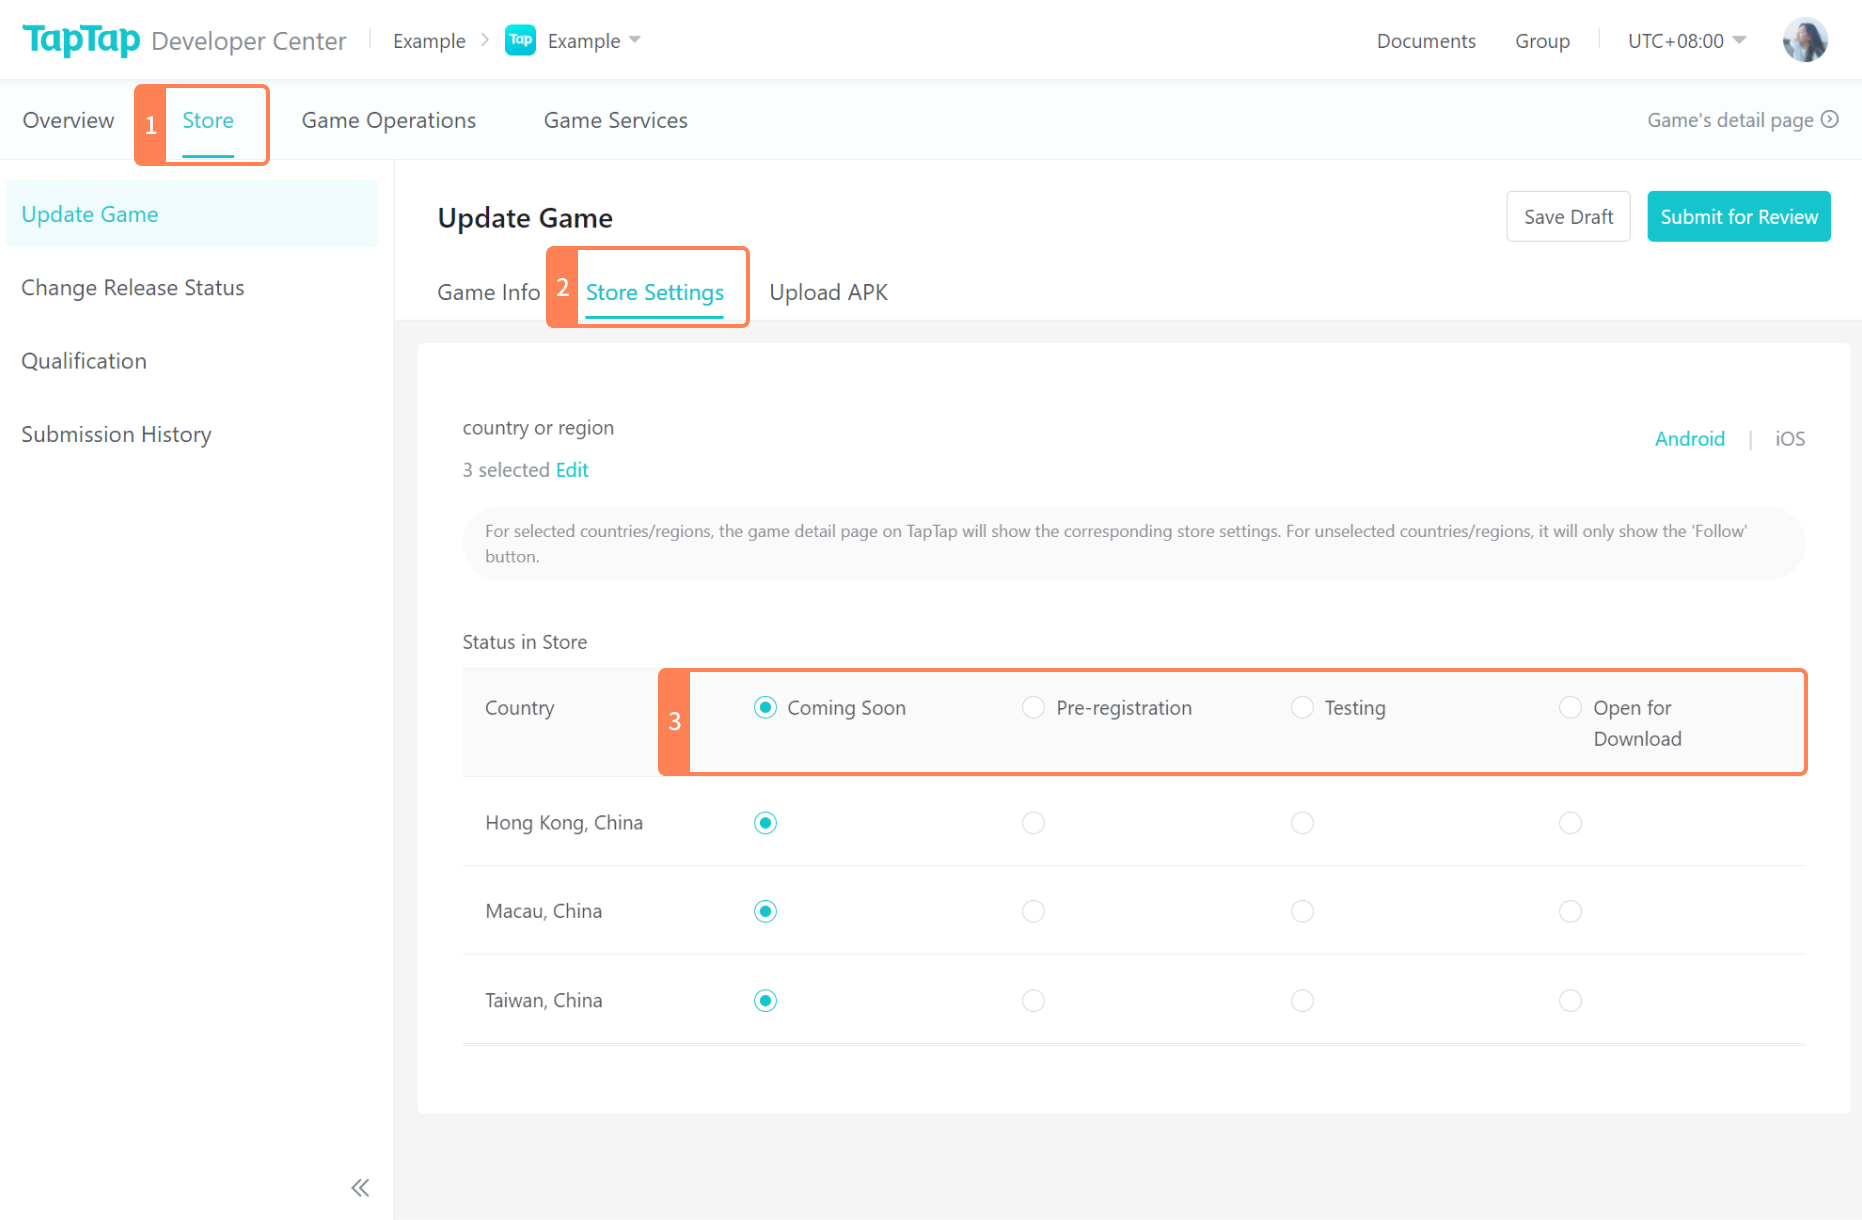 TapTap Developer Center Example Tap Example Documents Group UTC+08:00
Overview 1 Store Game Operations Game Services Game's detail page
Update Game
Change Release Status
Qualification
Submission History
Update Game Save Draft Submit for Review
Game Info 2 Store Settings Upload APK
country or region
3 selected Edit
Android | iOS
For selected countries/regions, the game detail page on TapTap will show the corresponding store settings. For unselected countries/regions, it will only show the 'Follow'
button.
Status in Store
Country 3 Coming Soon Pre-registration Testing Open for
Download
Hong Kong, China
Macau, China
Taiwan, China